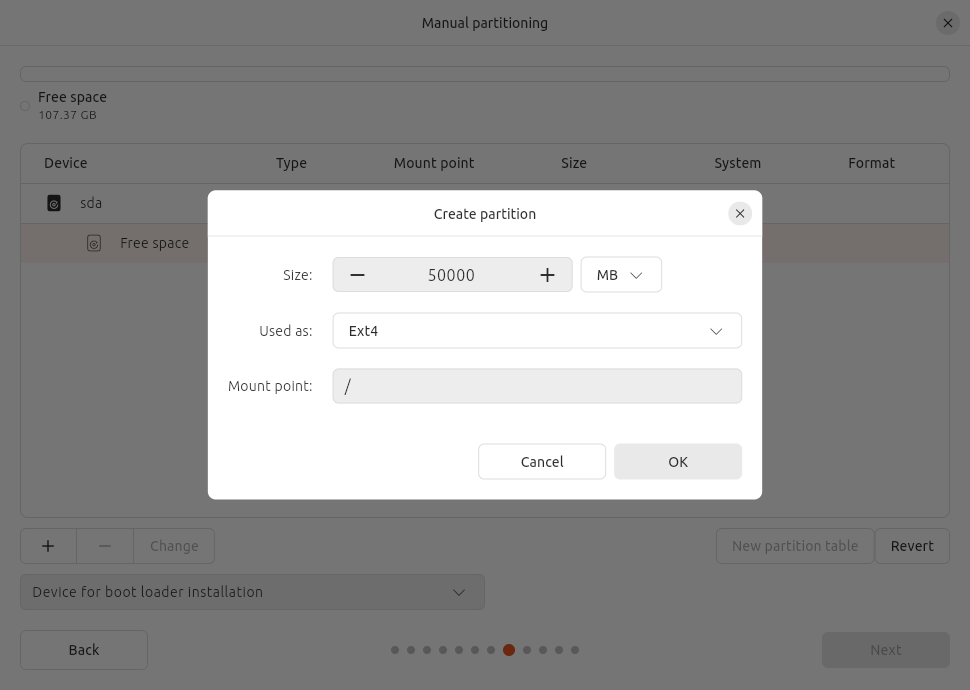 Manual partitioning
Free space
107.37 GB
Device Type Mount point Size System Format
sda
Free space
Create partition
Size: 50000 MB
Used as: Ext4
Mount point: /
Cancel OK
Change New partition table Revert
Device for boot loader installation
Back Next